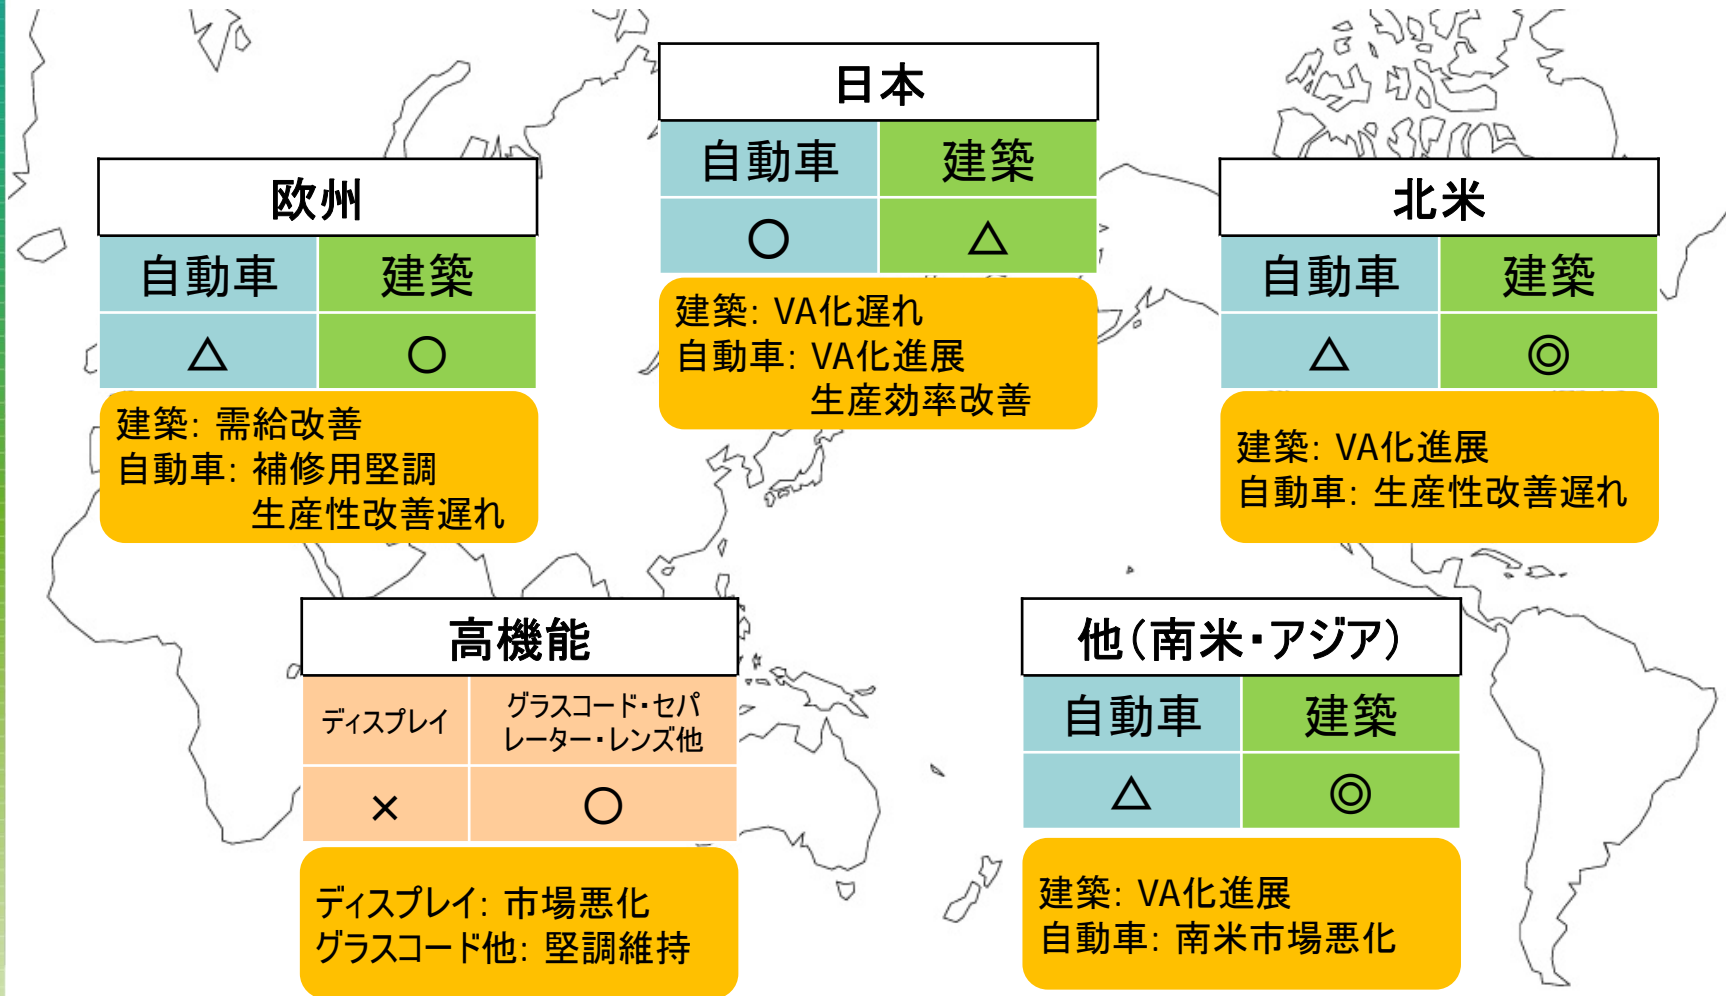 日本
自動車 建築
○ △
建築: VA化遅れ
自動車: VA化進展
生産効率改善
欧州
自動車 建築
△ ○
建築: 需給改善
自動車: 補修用堅調
生産性改善遅れ
北米
自動車 建築
△ ◎
建築: VA化進展
自動車: 生産性改善遅れ
高機能
ディスプレイ
グラスコード・セパ
レーター・レンズ他
× ○
ディスプレイ: 市場悪化
グラスコード他: 堅調維持
他(南米・アジア)
自動車 建築
△ ◎
建築: VA化進展
自動車: 南米市場悪化